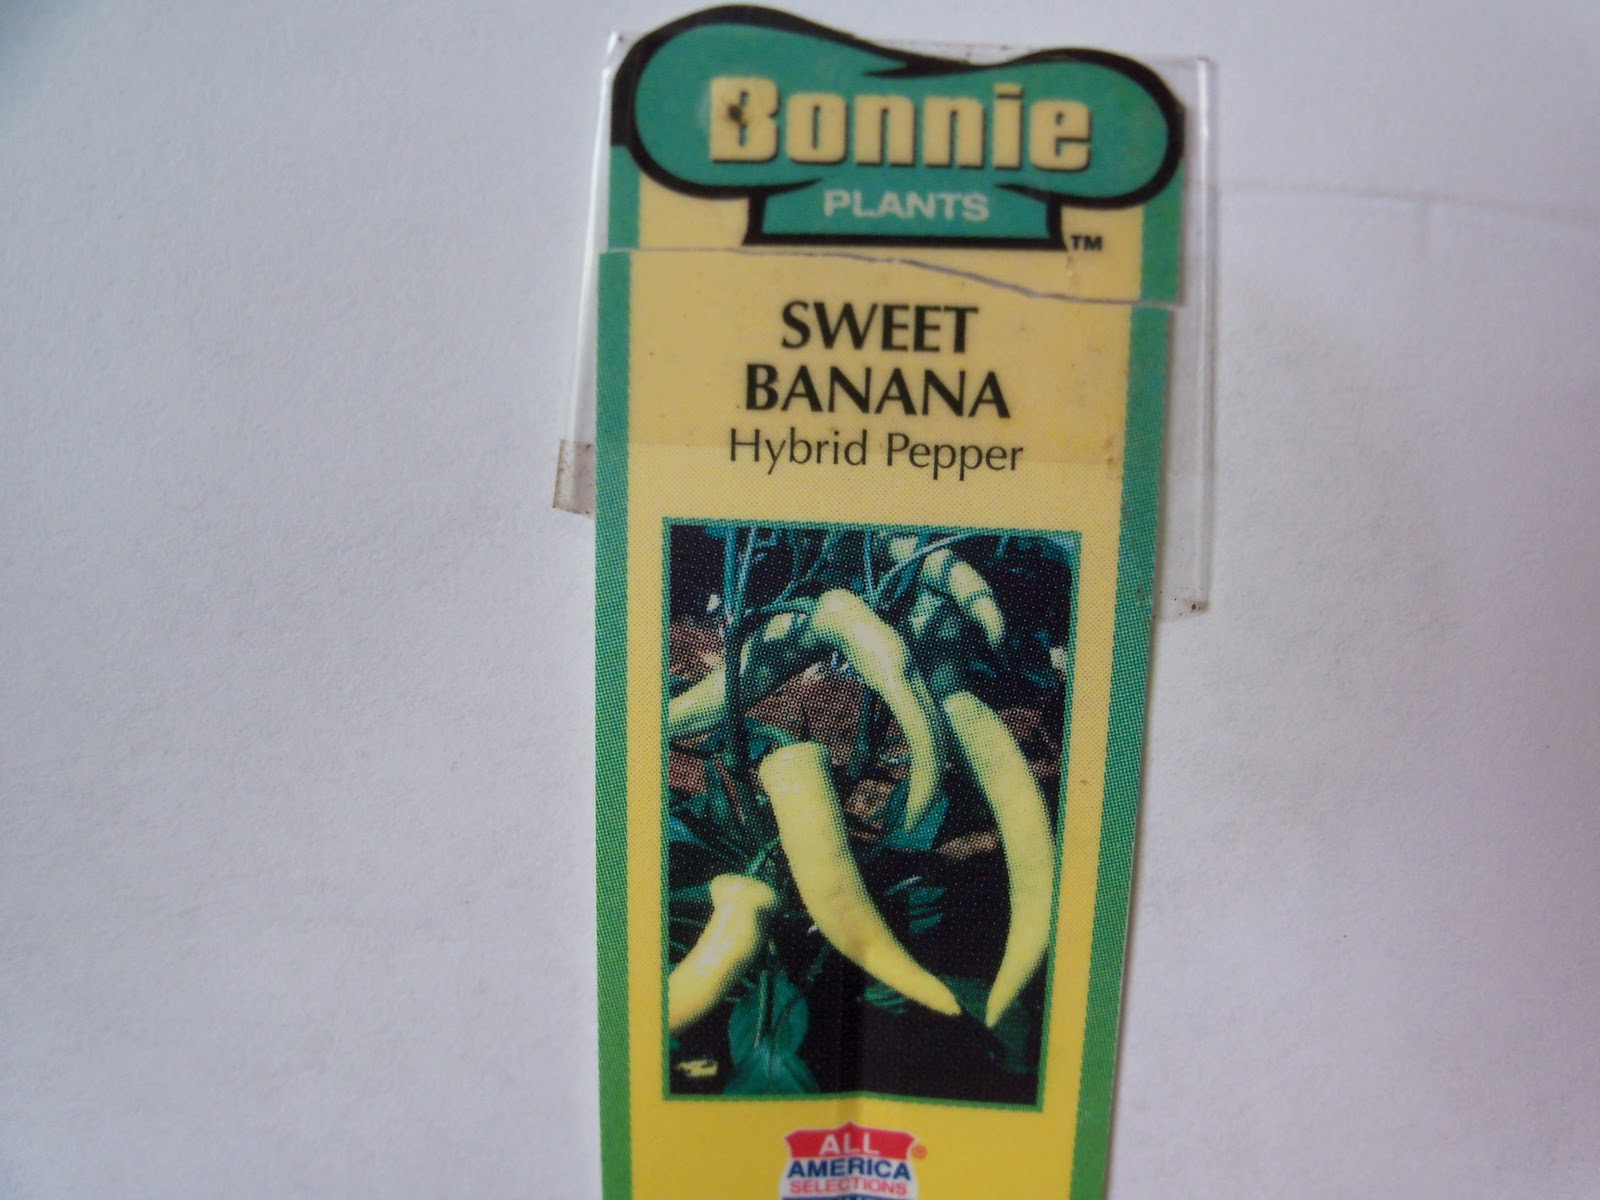 Bonnie
PLANTS
™
SWEET
BANANA
Hybrid Pepper
ALL
®
AMERICA
SELECTIONS